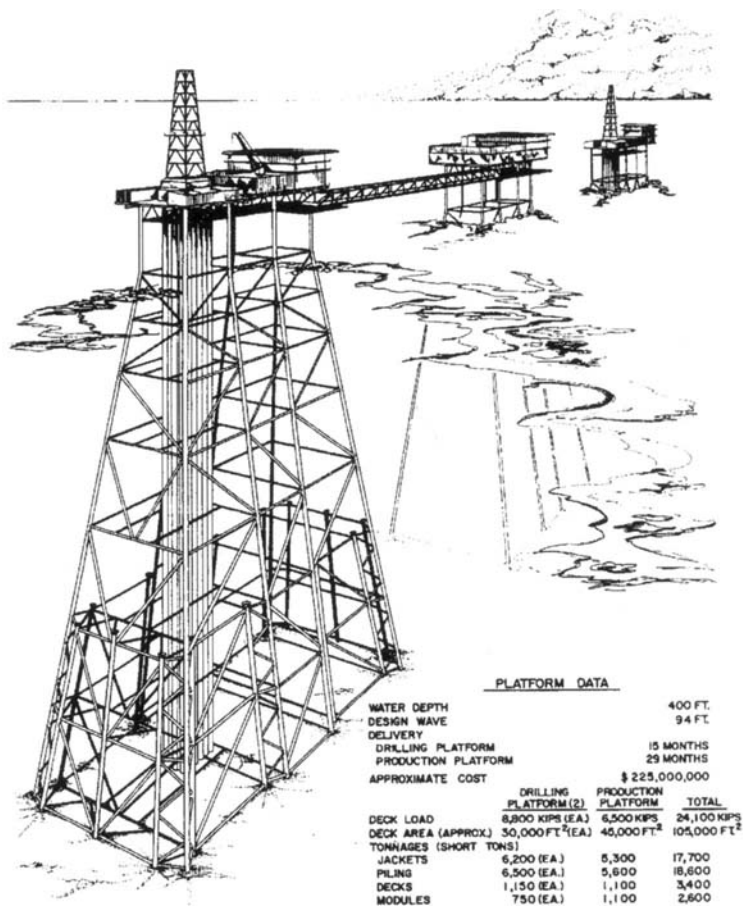 PLATFORM DATA
WATER DEPTH 400 FT.
DESIGN WAVE 94 FT.
DELIVERY
DRILLING PLATFORM 15 MONTHS
PRODUCTION PLATFORM 29 MONTHS
APPROXIMATE COST $ 225,000,000
DRILLING PLATFORM (2) PRODUCTION PLATFORM TOTAL
DECK LOAD 8,800 KIPS (EA.) 6,500 KIPS 24,100 KIPS
DECK AREA (APPROX.) 30,000 FT² (EA.) 45,000 FT² 105,000 FT²
TONNAGES (SHORT TONS)
JACKETS 6,200 (EA.) 5,300 17,700
PILING 6,500 (EA.) 5,600 18,600
DECKS 1,150 (EA.) 1,100 3,400
MODULES 750 (EA.) 1,100 2,600